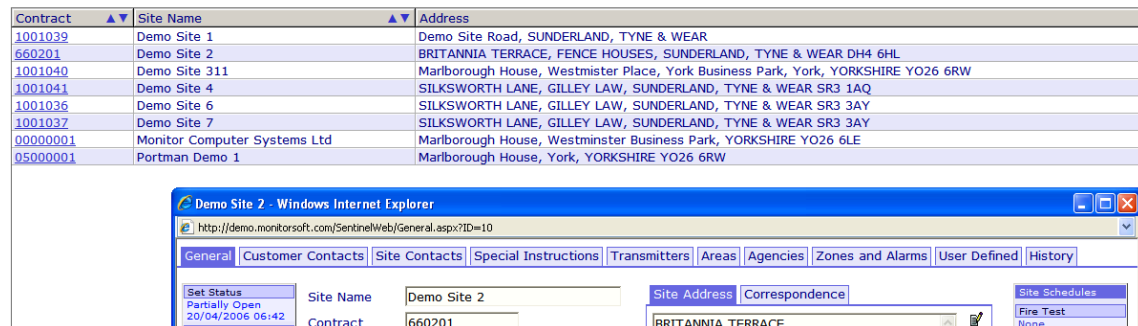 Contract ▲▼ Site Name ▲▼ Address
1001039 Demo Site 1 Demo Site Road, SUNDERLAND, TYNE & WEAR
660201 Demo Site 2 BRITANNIA TERRACE, FENCE HOUSES, SUNDERLAND, TYNE & WEAR DH4 6HL
1001040 Demo Site 311 Marlborough House, Westmister Place, York Business Park, York, YORKSHIRE YO26 6RW
1001041 Demo Site 4 SILKSWORTH LANE, GILLEY LAW, SUNDERLAND, TYNE & WEAR SR3 1AQ
1001036 Demo Site 6 SILKSWORTH LANE, GILLEY LAW, SUNDERLAND, TYNE & WEAR SR3 3AY
1001037 Demo Site 7 SILKSWORTH LANE, GILLEY LAW, SUNDERLAND, TYNE & WEAR SR3 3AY
00000001 Monitor Computer Systems Ltd Marlborough House, Westminster Business Park, YORKSHIRE YO26 6LE
05000001 Portman Demo 1 Marlborough House, York, YORKSHIRE YO26 6RW
Demo Site 2 - Windows Internet Explorer
http://demo.monitorsoft.com/SentinelWeb/General.aspx?ID=10
General Customer Contacts Site Contacts Special Instructions Transmitters Areas Agencies Zones and Alarms User Defined History
Set Status
Partially Open
20/04/2006 06:42
Site Name Demo Site 2
Contract 660201
Site Address Correspondence
BRITANNIA TERRACE
Site Schedules
Fire Test
None